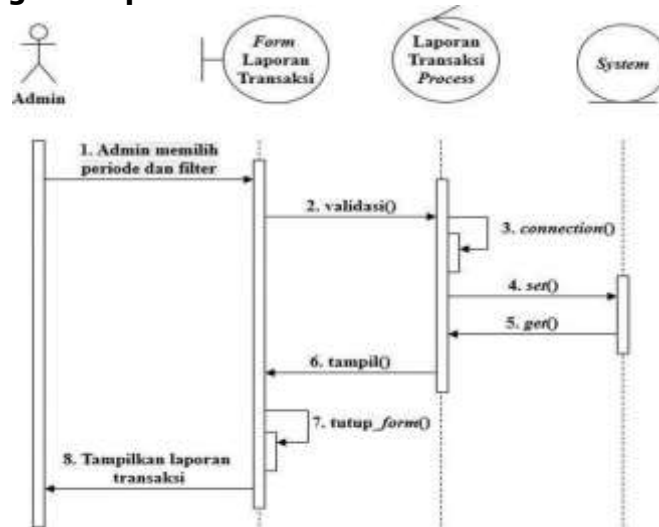 Form
Laporan
Transaksi
Laporan
Transaksi
Process
System
Admin
1. Admin memilih
periode dan filter
2. validasi()
3. connection()
4. set()
5. get()
6. tampil()
7. tutup_form()
8. Tampilkan laporan
transaksi